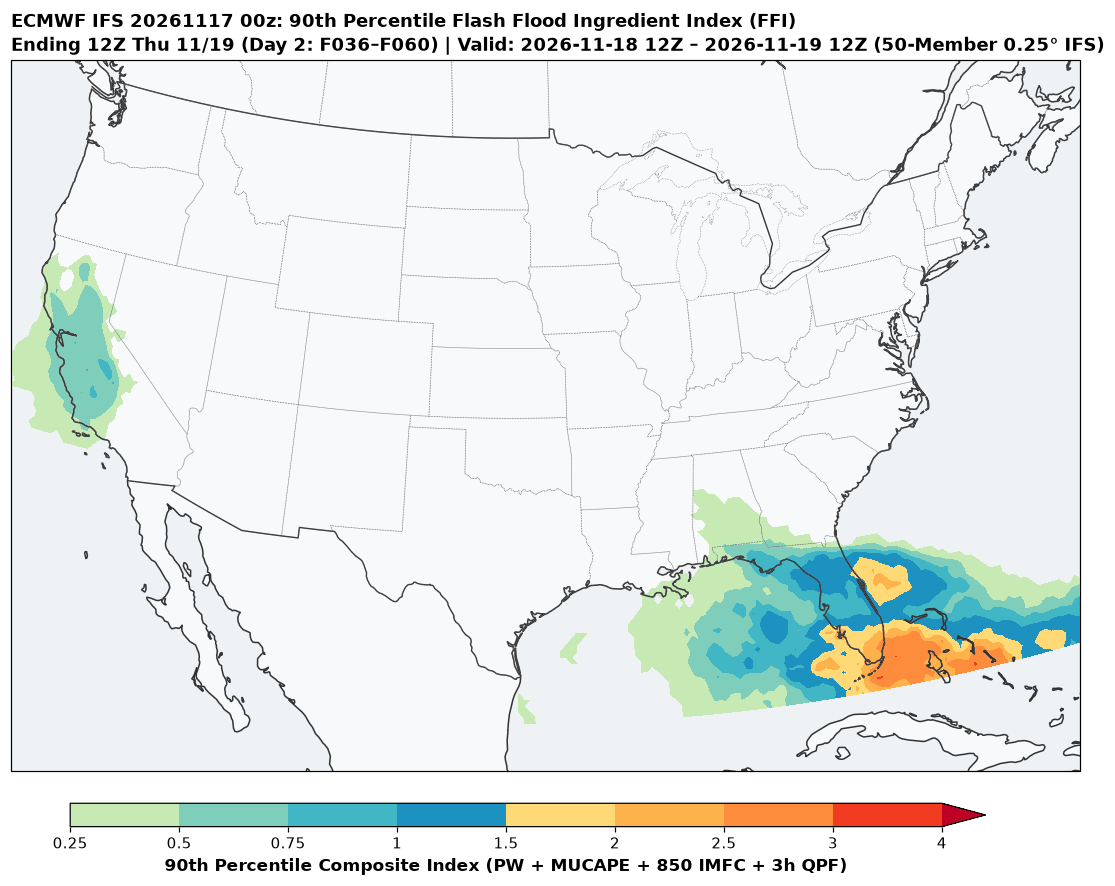 ECMWF IFS 20261117 00z: 90th Percentile Flash Flood Ingredient Index (FFI)
Ending 12Z Thu 11/19 (Day 2: F036–F060) | Valid: 2026-11-18 12Z – 2026-11-19 12Z (50-Member 0.25° IFS)
0.25 0.5 0.75 1 1.5 2 2.5 3 4
90th Percentile Composite Index (PW + MUCAPE + 850 IMFC + 3h QPF)